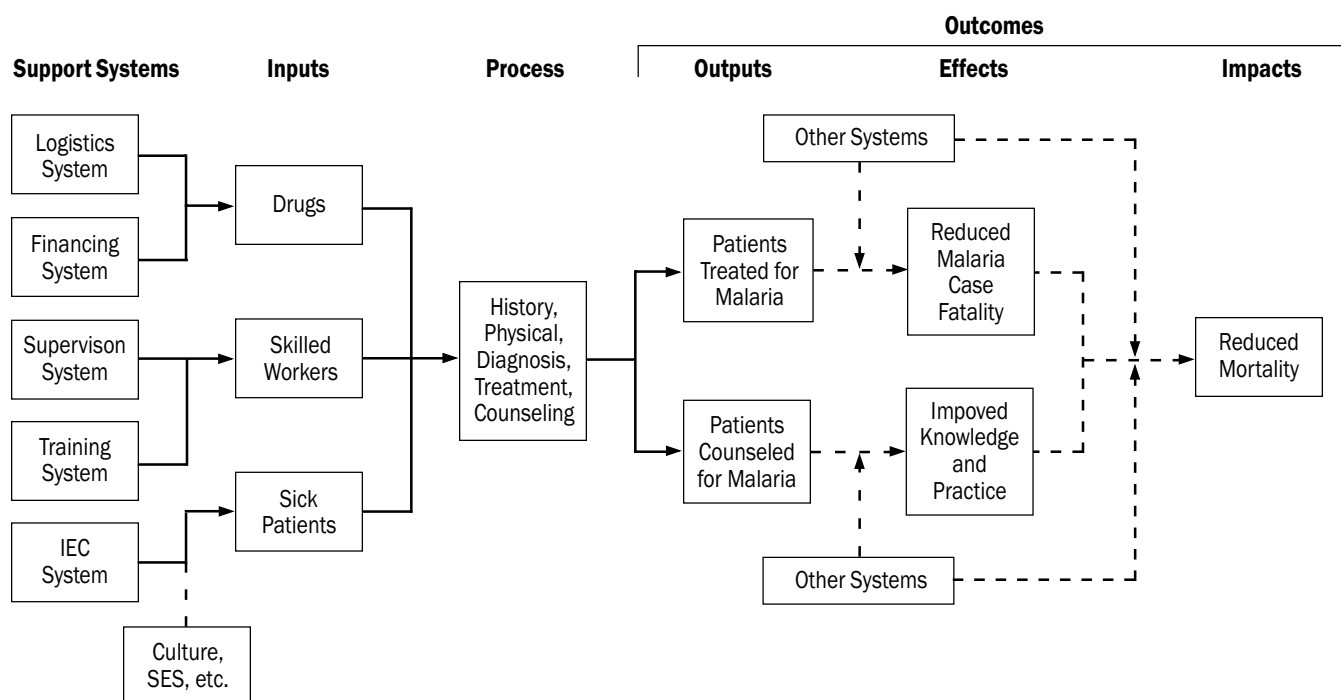 Outcomes
Support Systems
Inputs
Process
Outputs
Effects
Impacts
Logistics
System
Financing
System
Supervison
System
Training
System
IEC
System
Culture,
SES, etc.
Drugs
Skilled
Workers
Sick
Patients
History,
Physical,
Diagnosis,
Treatment,
Counseling
Patients
Treated for
Malaria
Patients
Counseled
for Malaria
Other Systems
Reduced
Malaria
Case
Fatality
Impoved
Knowledge
and
Practice
Other Systems
Reduced
Mortality